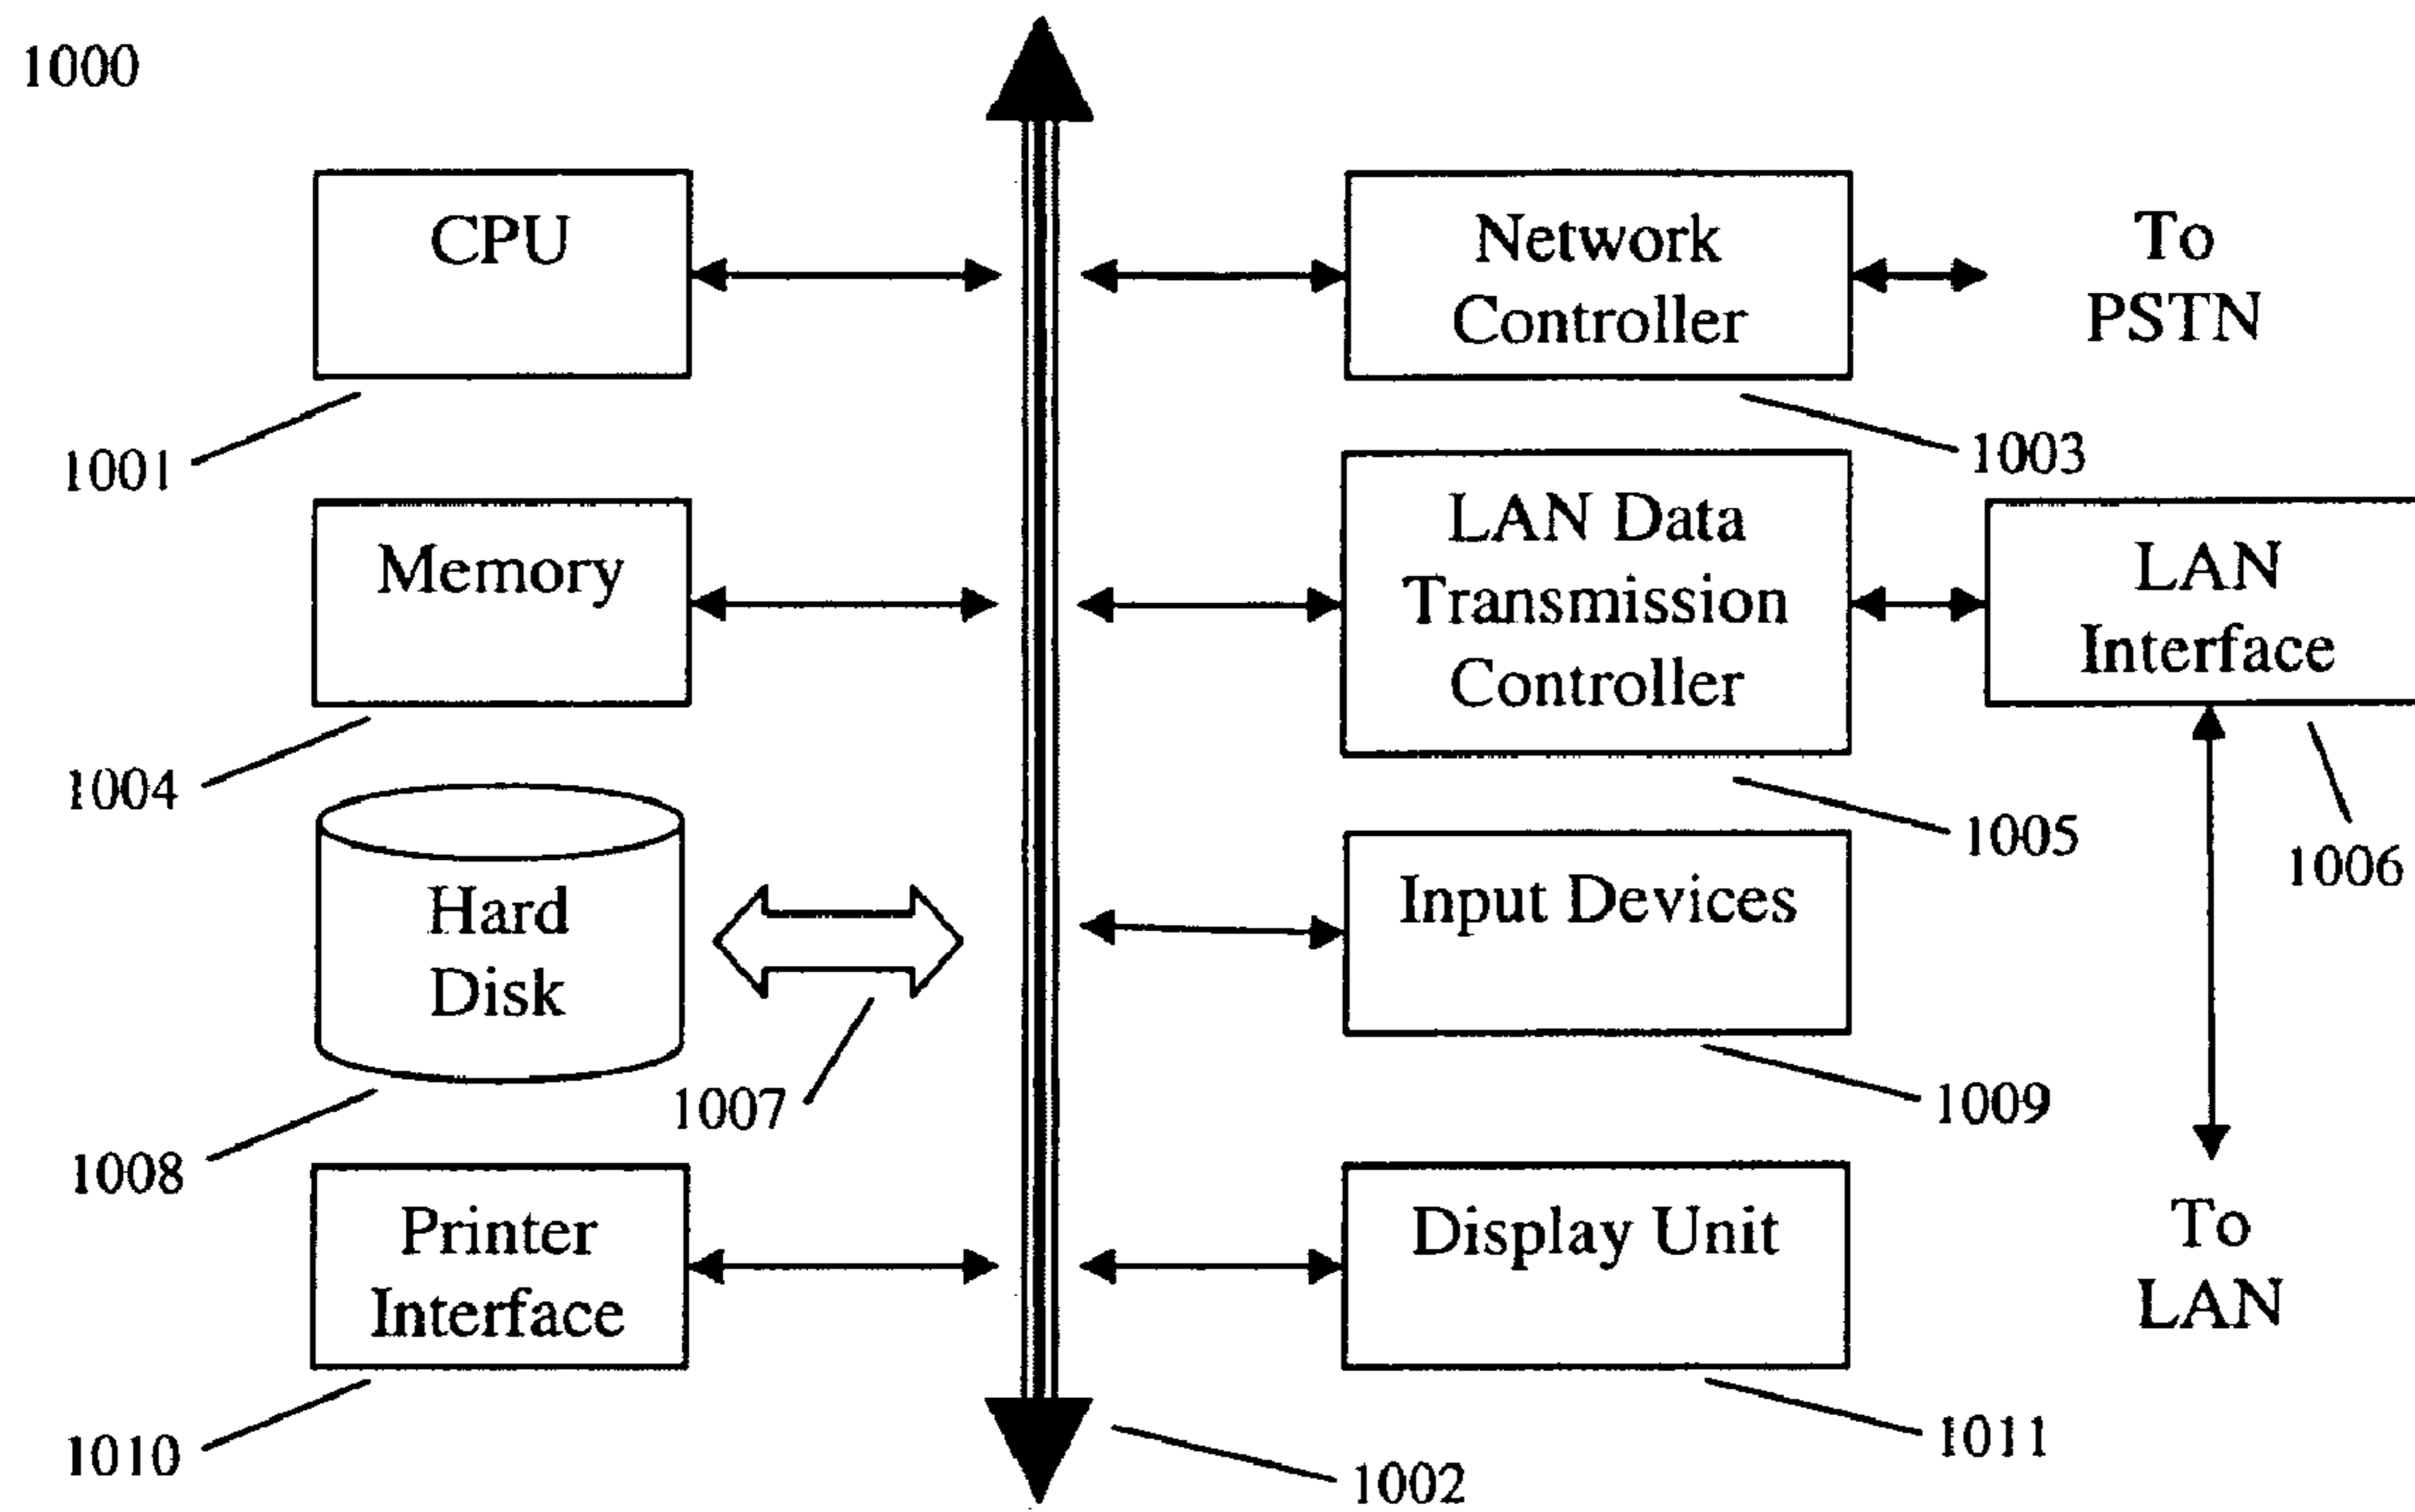 1000
CPU
Network
Controller
To
PSTN
1001
1003
Memory
LAN Data
Transmission
Controller
LAN
Interface
1004
1005
1006
Hard
Disk
Input Devices
1007
1008
1009
Printer
Interface
Display Unit
To
LAN
1010
1011
1002